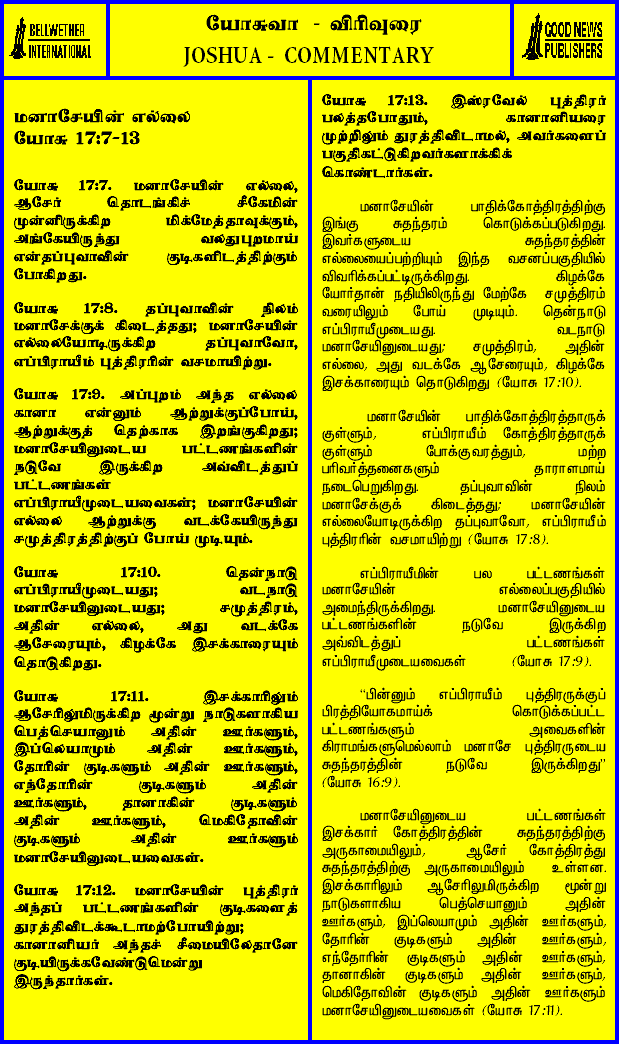 BELLWETHER
INTERNATIONAL
யோசுவா - விரிவுரை
JOSHUA - COMMENTARY
GOOD NEWS
PUBLISHERS
மனாசேயின் எல்லை
யோசு 17:7-13
யோசு 17:7. மனாசேயின் எல்லை,
ஆசேர் தொடங்கிச் சீகேமின்
முன்னிருக்கிற மிக்மேத்தாவுக்கும்,
அங்கேயிருந்து வலதுபுறமாய்
என்தப்புவாவின் குடிகளிடத்திற்கும்
போகிறது.
யோசு 17:8. தப்புவாவின் நிலம்
மனாசேக்குக் கிடைத்தது; மனாசேயின்
எல்லையோடிருக்கிற தப்புவாவோ,
எப்பிராயீம் புத்திரரின் வசமாயிற்று.
யோசு 17:9. அப்புறம் அந்த எல்லை
கானா என்னும் ஆற்றுக்குப்போய்,
ஆற்றுக்குத் தெற்காக இறங்குகிறது;
மனாசேயினுடைய பட்டணங்களின்
நடுவே இருக்கிற அவ்விடத்துப்
பட்டணங்கள்
எப்பிராயீமுடையவைகள்; மனாசேயின்
எல்லை ஆற்றுக்கு வடக்கேயிருந்து
சமுத்திரத்திற்குப் போய் முடியும்.
யோசு 17:10. தென்நாடு
எப்பிராயீமுடையது; வடநாடு
மனாசேயினுடையது; சமுத்திரம்,
அதின் எல்லை, அது வடக்கே
ஆசேரையும், கிழக்கே இசக்காரையும்
தொடுகிறது.
யோசு 17:11. இசக்காரிலும்
ஆசேரிலுமிருக்கிற மூன்று நாடுகளாகிய
பெத்செயானும் அதின் ஊர்களும்,
இப்லெயாமும் அதின் ஊர்களும்,
தோரின் குடிகளும் அதின் ஊர்களும்,
எந்தோரின் குடிகளும் அதின்
ஊர்களும், தானாகின் குடிகளும்
அதின் ஊர்களும், மெகிதோவின்
குடிகளும் அதின் ஊர்களும்
மனாசேயினுடையவைகள்.
யோசு 17:12. மனாசேயின் புத்திரர்
அந்தப் பட்டணங்களின் குடிகளைத்
துரத்திவிடக்கூடாமற்போயிற்று;
கானானியர் அந்தச் சீமையிலேதானே
குடியிருக்கவேண்டுமென்று
இருந்தார்கள்.
யோசு 17:13. இஸ்ரவேல் புத்திரர்
பலத்தபோதும், கானானியரை
முற்றிலும் துரத்திவிடாமல், அவர்களைப்
பகுதிகட்டுகிறவர்களாக்கிக்
கொண்டார்கள்.
மனாசேயின் பாதிக்கோத்திரத்திற்கு
இங்கு சுதந்தரம் கொடுக்கப்படுகிறது.
இவர்களுடைய சுதந்தரத்தின்
எல்லையைப்பற்றியும் இந்த வசனப்பகுதியில்
விவரிக்கப்பட்டிருக்கிறது. கிழக்கே
யோர்தான் நதியிலிருந்து மேற்கே சமுத்திரம்
வரையிலும் போய் முடியும். தென்நாடு
எப்பிராயீமுடையது. வடநாடு
மனாசேயினுடையது; சமுத்திரம், அதின்
எல்லை, அது வடக்கே ஆசேரையும், கிழக்கே
இசக்காரையும் தொடுகிறது (யோசு 17:10).
மனாசேயின் பாதிக்கோத்திரத்தாருக்
குள்ளும், எப்பிராயீம் கோத்திரத்தாருக்
குள்ளும் போக்குவரத்தும், மற்ற
பரிவர்த்தனைகளும் தாராளமாய்
நடைபெறுகிறது. தப்புவாவின் நிலம்
மனாசேக்குக் கிடைத்தது; மனாசேயின்
எல்லையோடிருக்கிற தப்புவாவோ, எப்பிராயீம்
புத்திரரின் வசமாயிற்று (யோசு 17:8).
எப்பிராயீமின் பல பட்டணங்கள்
மனாசேயின் எல்லைப்பகுதியில்
அமைந்திருக்கிறது. மனாசேயினுடைய
பட்டணங்களின் நடுவே இருக்கிற
அவ்விடத்துப் பட்டணங்கள்
எப்பிராயீமுடையவைகள் (யோசு 17:9).
“பின்னும் எப்பிராயீம் புத்திரருக்குப்
பிரத்தியோகமாய்க் கொடுக்கப்பட்ட
பட்டணங்களும் அவைகளின்
கிராமங்களுமெல்லாம் மனாசே புத்திரருடைய
சுதந்தரத்தின் நடுவே இருக்கிறது”
(யோசு 16:9).
மனாசேயினுடைய பட்டணங்கள்
இசக்கார் கோத்திரத்தின் சுதந்தரத்திற்கு
அருகாமையிலும், ஆசேர் கோத்திரத்து
சுதந்தரத்திற்கு அருகாமையிலும் உள்ளன.
இசக்காரிலும் ஆசேரிலுமிருக்கிற மூன்று
நாடுகளாகிய பெத்செயானும் அதின்
ஊர்களும், இப்லெயாமும் அதின் ஊர்களும்,
தோரின் குடிகளும் அதின் ஊர்களும்,
எந்தோரின் குடிகளும் அதின் ஊர்களும்,
தானாகின் குடிகளும் அதின் ஊர்களும்,
மெகிதோவின் குடிகளும் அதின் ஊர்களும்
மனாசேயினுடையவைகள் (யோசு 17:11).